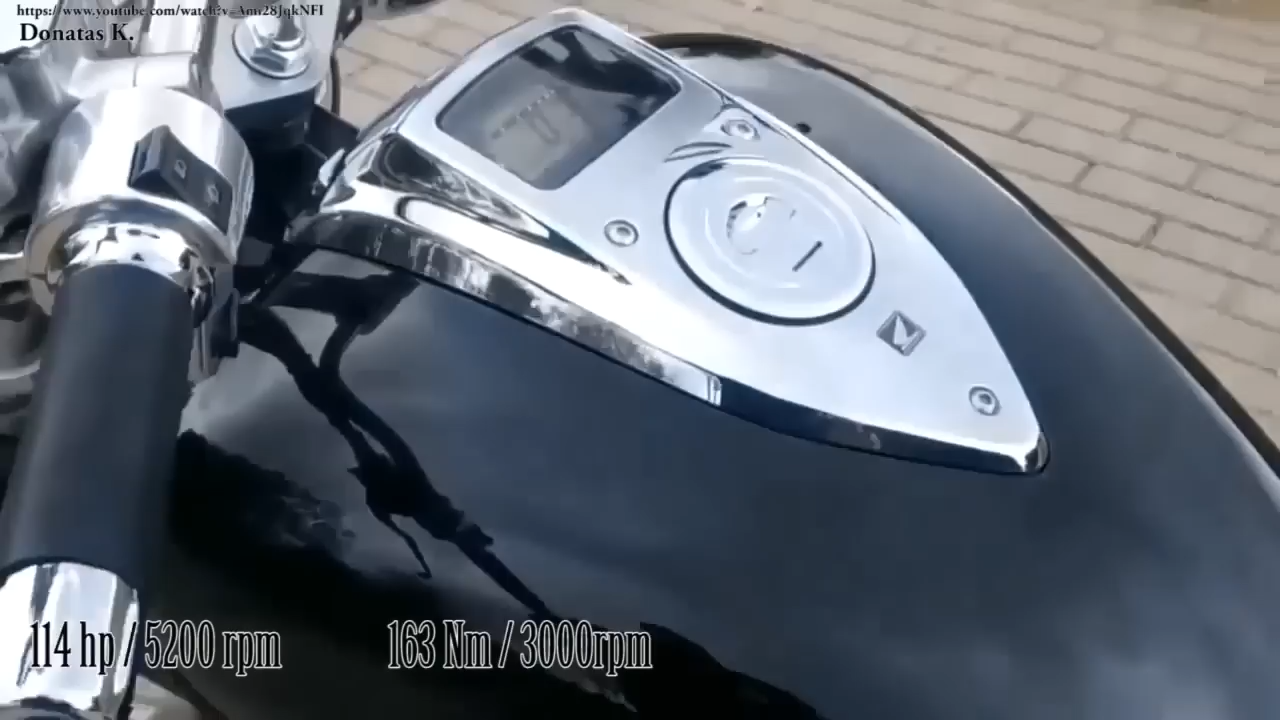 Donatas K.
114 hp / 5200 rpm
163 Nm / 3000rpm